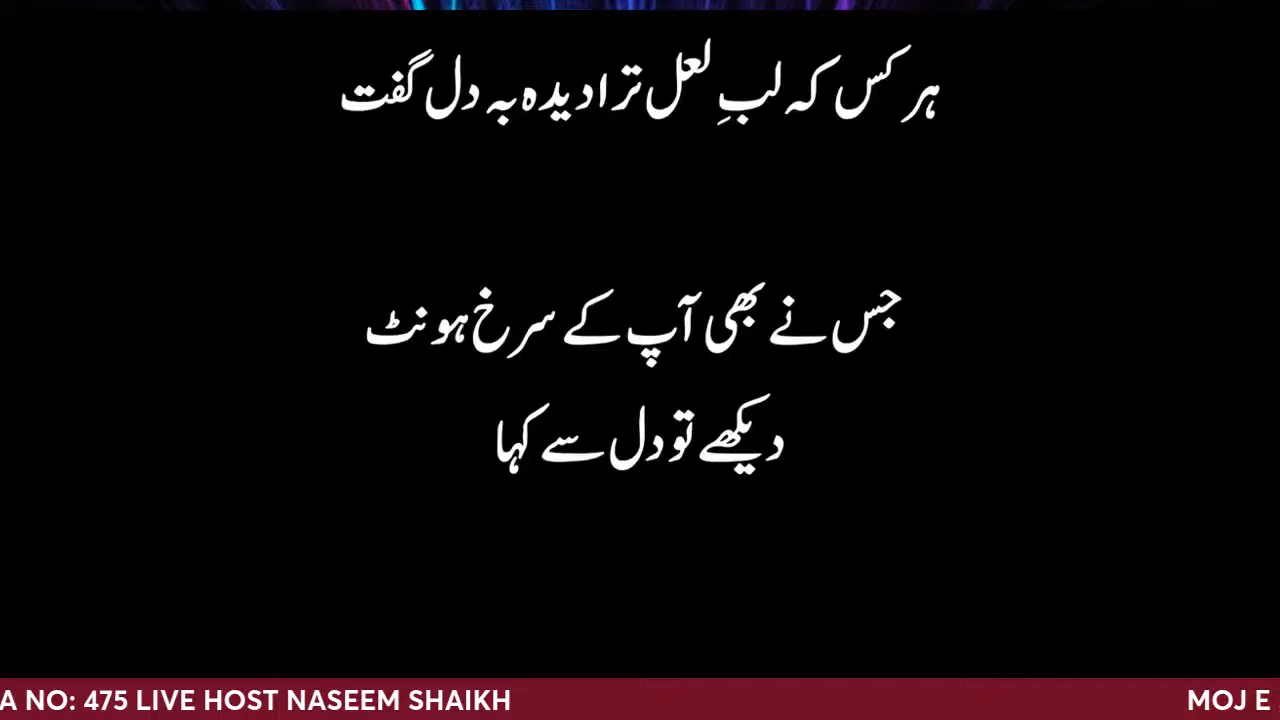 ہر کس کہ لبِ لعل ترا دیدہ بہ دل گفت
جس نے بھی آپ کے سرخ ہونٹ
دیکھے تو دل سے کہا
A NO: 475 LIVE HOST NASEEM SHAIKH
MOJ E